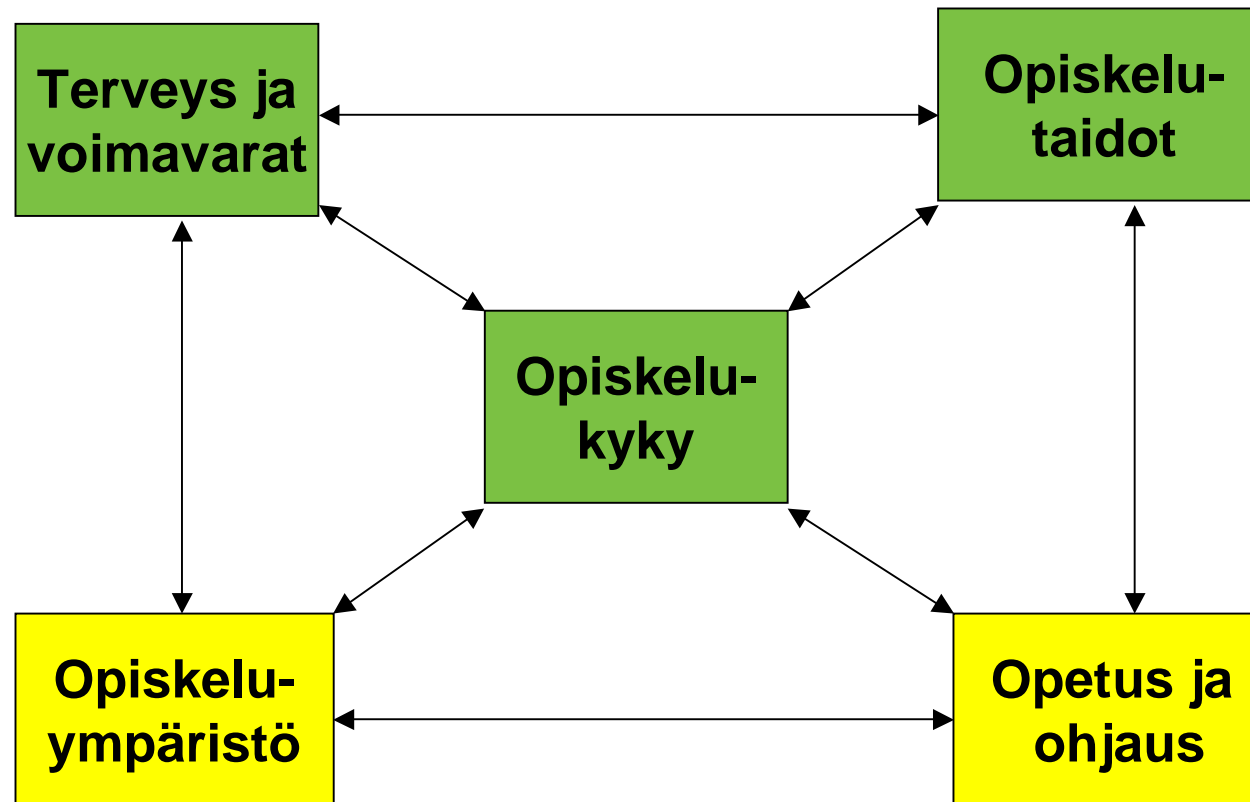 Terveys ja
voimavarat
Opiskelu-
taidot
Opiskelu-
kyky
Opiskelu-
ympäristö
Opetus ja
ohjaus